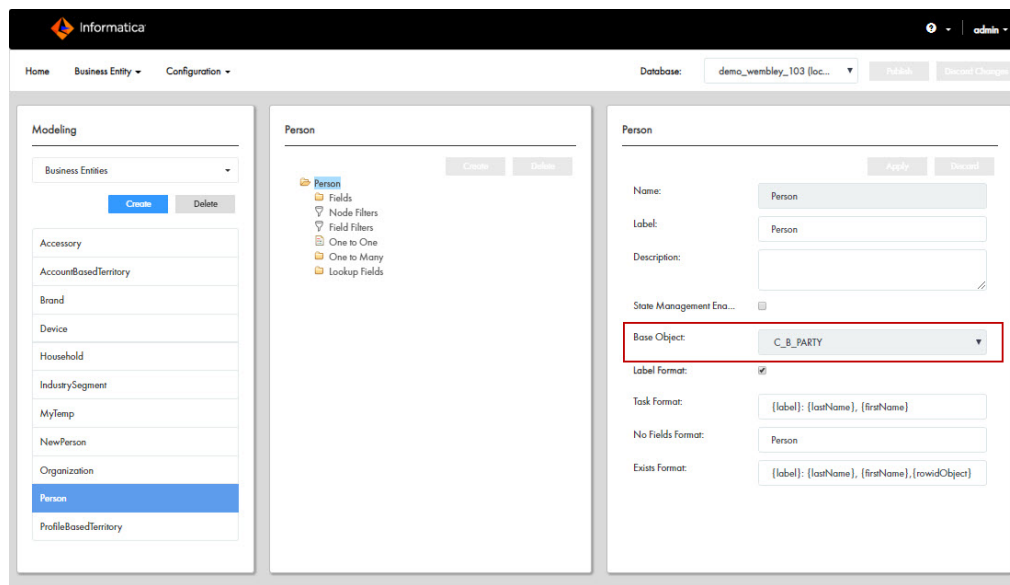 Informatica
admin
Home Business Entity Configuration Database: demo_wembley_103 (loc... Publish Discard Changes
Modeling
Business Entities
Create Delete
Accessory
AccountBasedTerritory
Brand
Device
Household
IndustrySegment
MyTemp
NewPerson
Organization
Person
ProfileBasedTerritory
Person
Create Delete
Person
Fields
Node Filters
Field Filters
One to One
One to Many
Lookup Fields
Person
Apply Discard
Name: Person
Label: Person
Description:
State Management Ena...
Base Object: C_B_PARTY
Label Format:
Task Format: {label}: {lastName}, {firstName}
No Fields Format: Person
Exists Format: {label}: {lastName}, {firstName},{rowidObject}